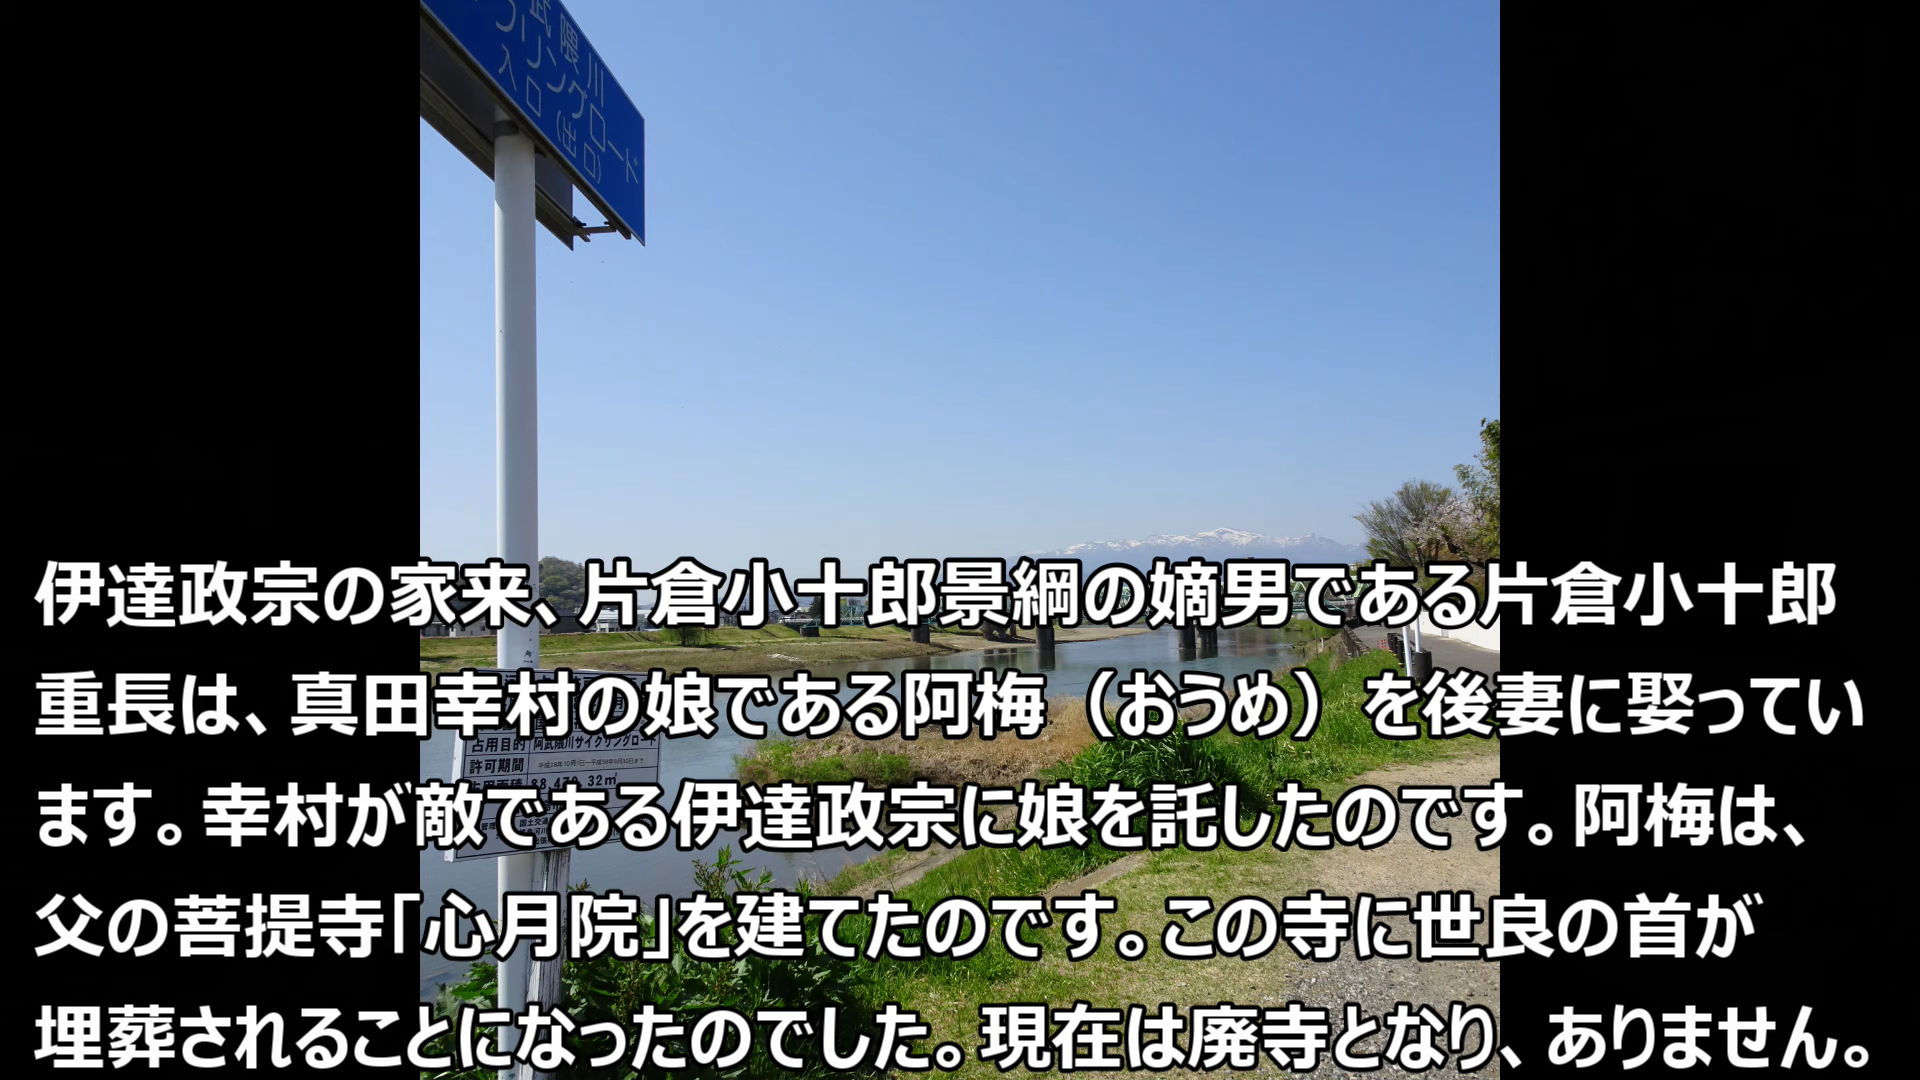 武隈川
クリングロード
入口（出口）
伊達政宗の家来、片倉小十郎景綱の嫡男である片倉小十郎
重長は、真田幸村の娘である阿梅（おうめ）を後妻に娶ってい
ます。幸村が敵である伊達政宗に娘を託したのです。阿梅は、
父の菩提寺「心月院」を建てたのです。この寺に世良の首が
埋葬されることになったのでした。現在は廃寺となり、ありません。
占用目的 阿武隈川サイクリングロード
許可期間
32㎡